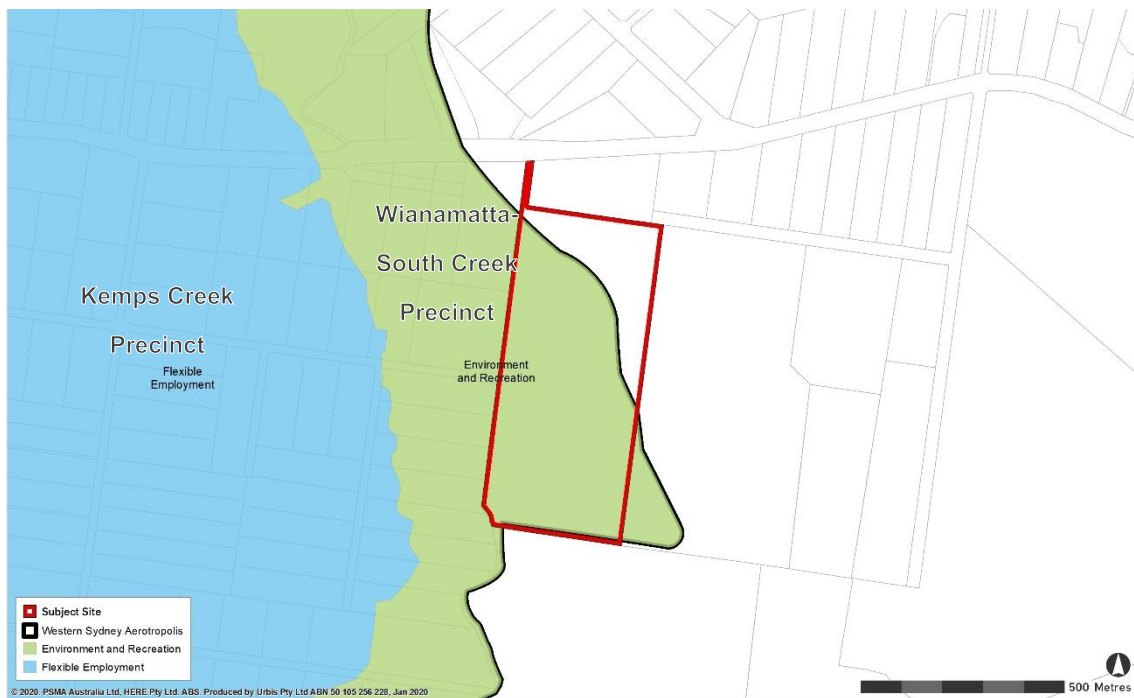 Wianamatta-
South Creek
Precinct
Kemps Creek
Precinct
Flexible
Employment
Environment
and Recreation
Subject Site
Western Sydney Aerotropolis
Environment and Recreation
Flexible Employment
500 Metres
© 2020. PSMA Australia Ltd, HERE Pty Ltd. ABS. Produced by Urbis Pty Ltd ABN 50 105 256 228, Jan 2020